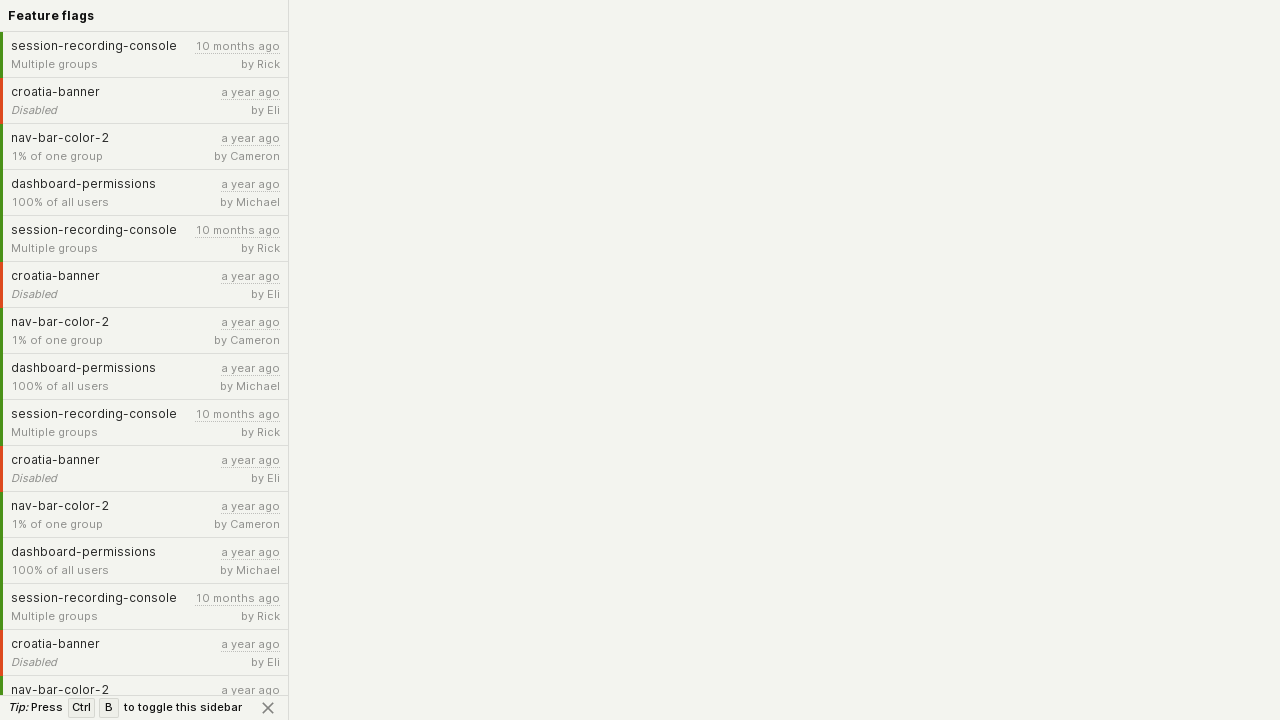 Feature flags
session-recording-console 10 months ago
Multiple groups by Rick
croatia-banner a year ago
Disabled by Eli
nav-bar-color-2 a year ago
1% of one group by Cameron
dashboard-permissions a year ago
100% of all users by Michael
session-recording-console 10 months ago
Multiple groups by Rick
croatia-banner a year ago
Disabled by Eli
nav-bar-color-2 a year ago
1% of one group by Cameron
dashboard-permissions a year ago
100% of all users by Michael
session-recording-console 10 months ago
Multiple groups by Rick
croatia-banner a year ago
Disabled by Eli
nav-bar-color-2 a year ago
1% of one group by Cameron
dashboard-permissions a year ago
100% of all users by Michael
session-recording-console 10 months ago
Multiple groups by Rick
croatia-banner a year ago
Disabled by Eli
nav-bar-color-2 a year ago
Tip: Press Ctrl B to toggle this sidebar